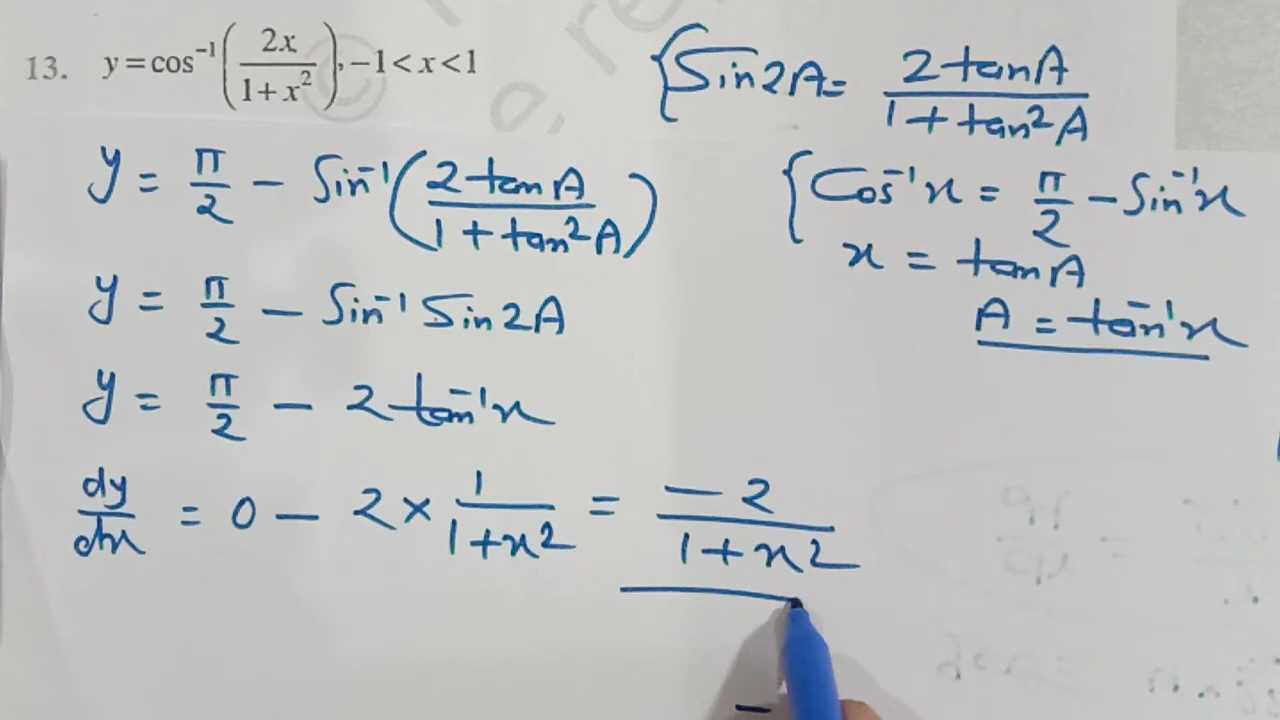 13. y = cos⁻¹(2x / (1 + x²)), −1 < x < 1
{Sin2A = 2tanA / (1 + tan²A)
y = π/2 − Sin⁻¹(2tanA / (1 + tan²A))
{Cos⁻¹x = π/2 − Sin⁻¹x
x = tanA
A = tan⁻¹x
y = π/2 − Sin⁻¹ Sin2A
y = π/2 − 2tan⁻¹x
dy/dx = 0 − 2 × 1/(1 + x²) = −2/(1 + x²)